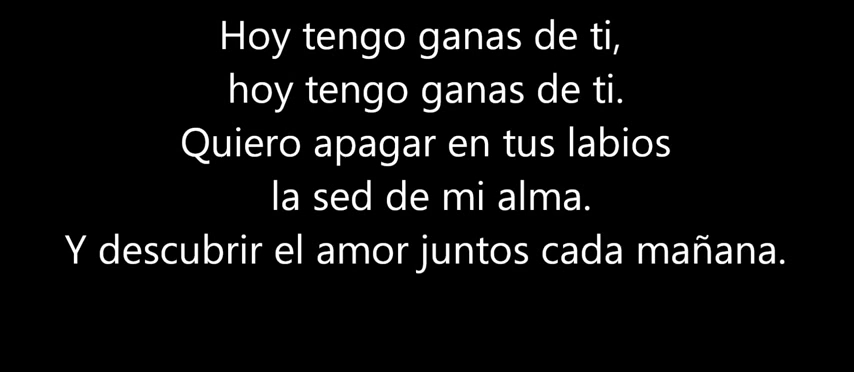 Hoy tengo ganas de ti,
hoy tengo ganas de ti.
Quiero apagar en tus labios
la sed de mi alma.
Y descubrir el amor juntos cada mañana.